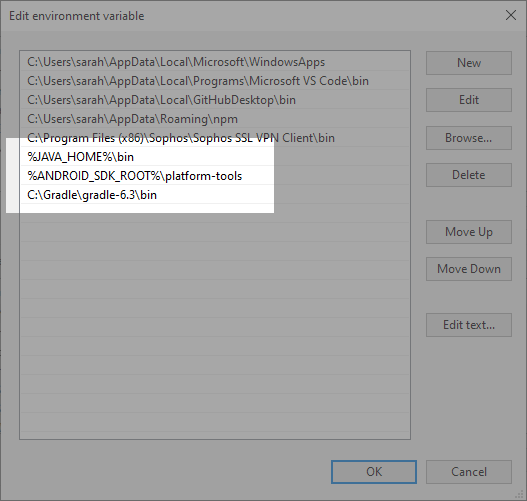 Edit environment variable
C:\Users\sarah\AppData\Local\Microsoft\WindowsApps
New
C:\Users\sarah\AppData\Local\Programs\Microsoft VS Code\bin
C:\Users\sarah\AppData\Local\GitHubDesktop\bin
Edit
C:\Users\sarah\AppData\Roaming\npm
C:\Program Files (x86)\Sophos\Sophos SSL VPN Client\bin
Browse...
%JAVA_HOME%\bin
%ANDROID_SDK_ROOT%\platform-tools
Delete
C:\Gradle\gradle-6.3\bin
Move Up
Move Down
Edit text...
OK
Cancel